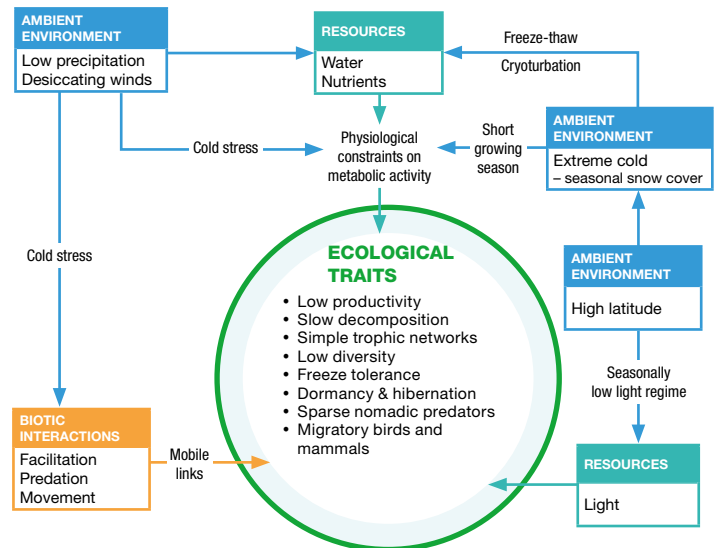 AMBIENT
ENVIRONMENT
Low precipitation
Desiccating winds
RESOURCES
Water
Nutrients
Freeze-thaw
Cryoturbation
AMBIENT
ENVIRONMENT
Extreme cold
– seasonal snow cover
Cold stress
Physiological
constraints on
metabolic activity
Short
growing
season
Cold stress
ECOLOGICAL
TRAITS
• Low productivity
• Slow decomposition
• Simple trophic networks
• Low diversity
• Freeze tolerance
• Dormancy & hibernation
• Sparse nomadic predators
• Migratory birds and
mammals
AMBIENT
ENVIRONMENT
High latitude
Seasonally
low light regime
BIOTIC
INTERACTIONS
Facilitation
Predation
Movement
Mobile
links
RESOURCES
Light